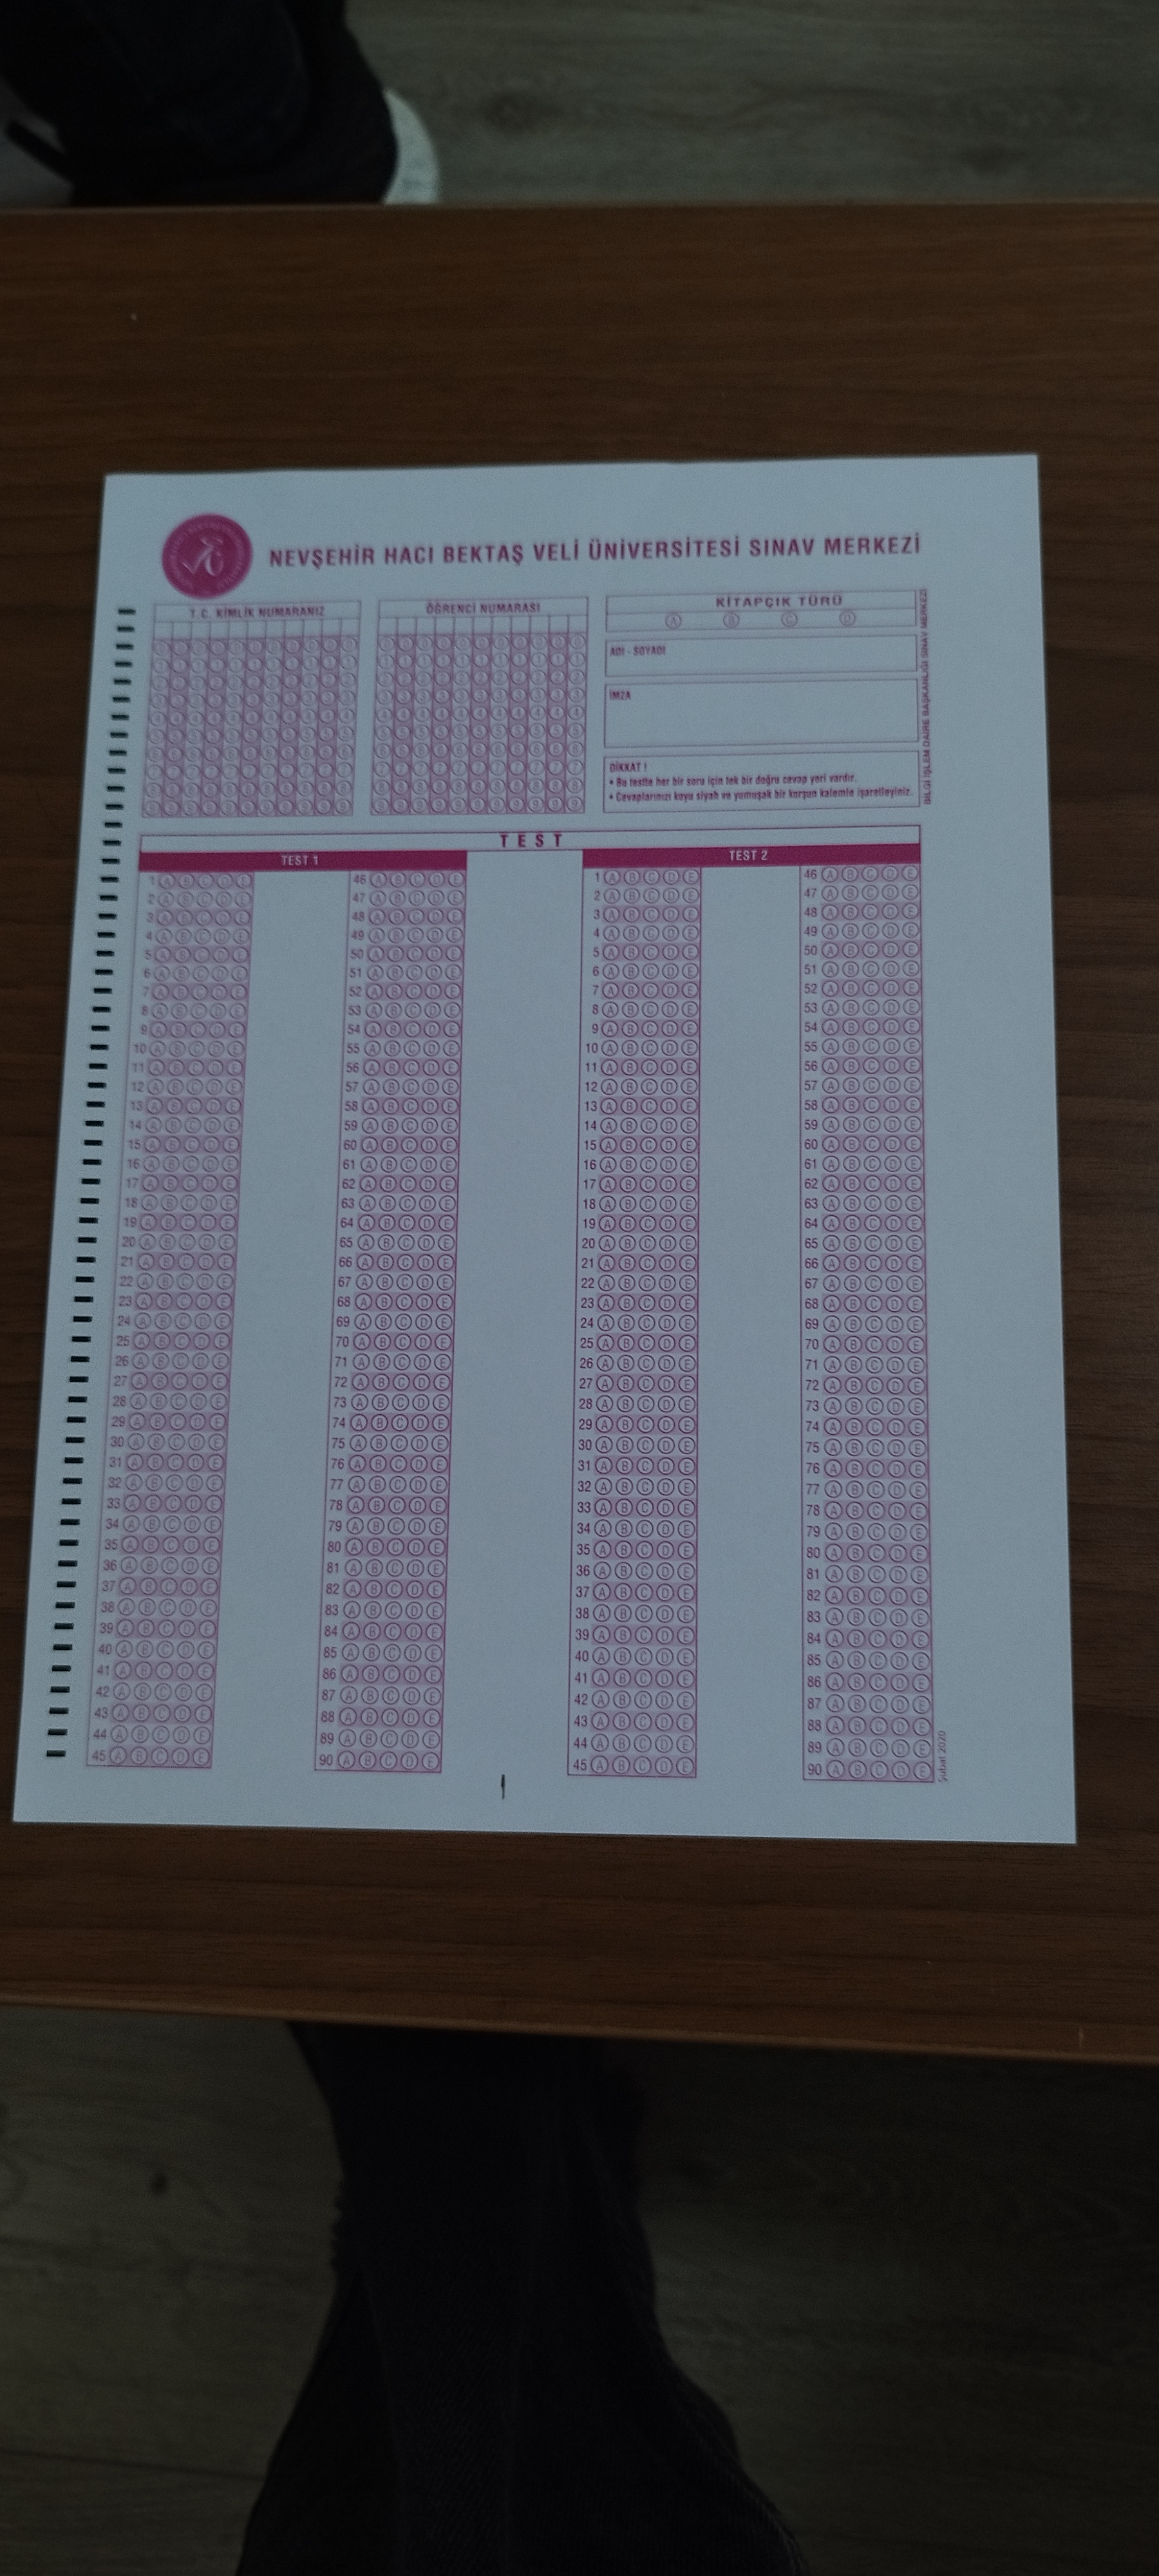 NEVŞEHİR HACI BEKTAŞ VELİ ÜNİVERSİTESİ SINAV MERKEZİ
T.C. KİMLİK NUMARANIZ
ÖĞRENCİ NUMARASI
KİTAPÇIK TÜRÜ
A B C D
ADI - SOYADI
İMZA
DİKKAT !
• Bu testte her bir soru için tek bir doğru cevap yeri vardır.
• Cevaplarınızı koyu siyah ve yumuşak bir kurşun kalemle işaretleyiniz.
BİLGİ İŞLEM DAİRE BAŞKANLIĞI SINAV MERKEZİ
TEST
TEST 1
TEST 2
1 A B C D E 46 A B C D E 1 A B C D E 46 A B C D E
2 A B C D E 47 A B C D E 2 A B C D E 47 A B C D E
3 A B C D E 48 A B C D E 3 A B C D E 48 A B C D E
4 A B C D E 49 A B C D E 4 A B C D E 49 A B C D E
5 A B C D E 50 A B C D E 5 A B C D E 50 A B C D E
6 A B C D E 51 A B C D E 6 A B C D E 51 A B C D E
7 A B C D E 52 A B C D E 7 A B C D E 52 A B C D E
8 A B C D E 53 A B C D E 8 A B C D E 53 A B C D E
9 A B C D E 54 A B C D E 9 A B C D E 54 A B C D E
10 A B C D E 55 A B C D E 10 A B C D E 55 A B C D E
11 A B C D E 56 A B C D E 11 A B C D E 56 A B C D E
12 A B C D E 57 A B C D E 12 A B C D E 57 A B C D E
13 A B C D E 58 A B C D E 13 A B C D E 58 A B C D E
14 A B C D E 59 A B C D E 14 A B C D E 59 A B C D E
15 A B C D E 60 A B C D E 15 A B C D E 60 A B C D E
16 A B C D E 61 A B C D E 16 A B C D E 61 A B C D E
17 A B C D E 62 A B C D E 17 A B C D E 62 A B C D E
18 A B C D E 63 A B C D E 18 A B C D E 63 A B C D E
19 A B C D E 64 A B C D E 19 A B C D E 64 A B C D E
20 A B C D E 65 A B C D E 20 A B C D E 65 A B C D E
21 A B C D E 66 A B C D E 21 A B C D E 66 A B C D E
22 A B C D E 67 A B C D E 22 A B C D E 67 A B C D E
23 A B C D E 68 A B C D E 23 A B C D E 68 A B C D E
24 A B C D E 69 A B C D E 24 A B C D E 69 A B C D E
25 A B C D E 70 A B C D E 25 A B C D E 70 A B C D E
26 A B C D E 71 A B C D E 26 A B C D E 71 A B C D E
27 A B C D E 72 A B C D E 27 A B C D E 72 A B C D E
28 A B C D E 73 A B C D E 28 A B C D E 73 A B C D E
29 A B C D E 74 A B C D E 29 A B C D E 74 A B C D E
30 A B C D E 75 A B C D E 30 A B C D E 75 A B C D E
31 A B C D E 76 A B C D E 31 A B C D E 76 A B C D E
32 A B C D E 77 A B C D E 32 A B C D E 77 A B C D E
33 A B C D E 78 A B C D E 33 A B C D E 78 A B C D E
34 A B C D E 79 A B C D E 34 A B C D E 79 A B C D E
35 A B C D E 80 A B C D E 35 A B C D E 80 A B C D E
36 A B C D E 81 A B C D E 36 A B C D E 81 A B C D E
37 A B C D E 82 A B C D E 37 A B C D E 82 A B C D E
38 A B C D E 83 A B C D E 38 A B C D E 83 A B C D E
39 A B C D E 84 A B C D E 39 A B C D E 84 A B C D E
40 A B C D E 85 A B C D E 40 A B C D E 85 A B C D E
41 A B C D E 86 A B C D E 41 A B C D E 86 A B C D E
42 A B C D E 87 A B C D E 42 A B C D E 87 A B C D E
43 A B C D E 88 A B C D E 43 A B C D E 88 A B C D E
44 A B C D E 89 A B C D E 44 A B C D E 89 A B C D E
45 A B C D E 90 A B C D E 45 A B C D E 90 A B C D E
Şubat 2020